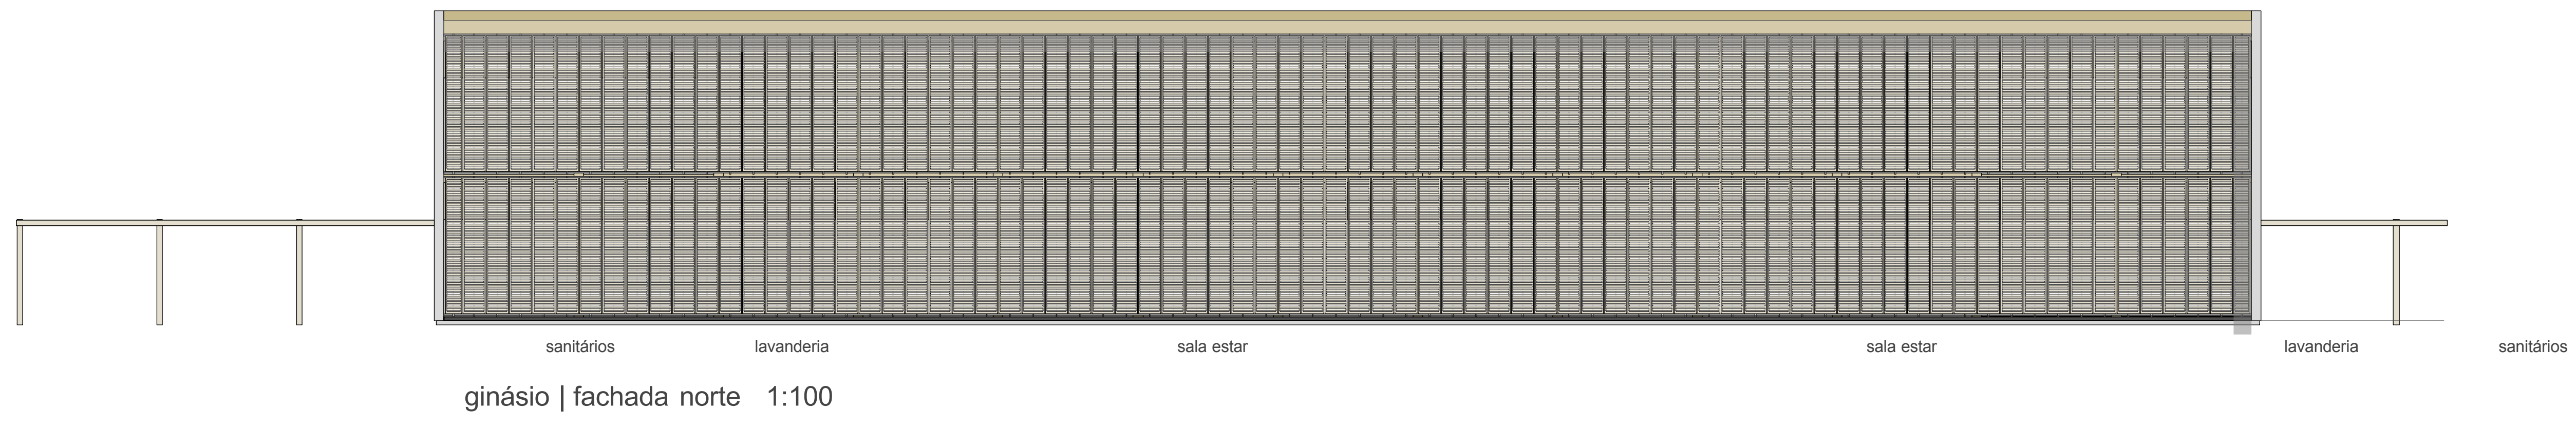 sanitários lavanderia sala estar sala estar lavanderia sanitários
ginásio | fachada norte 1:100